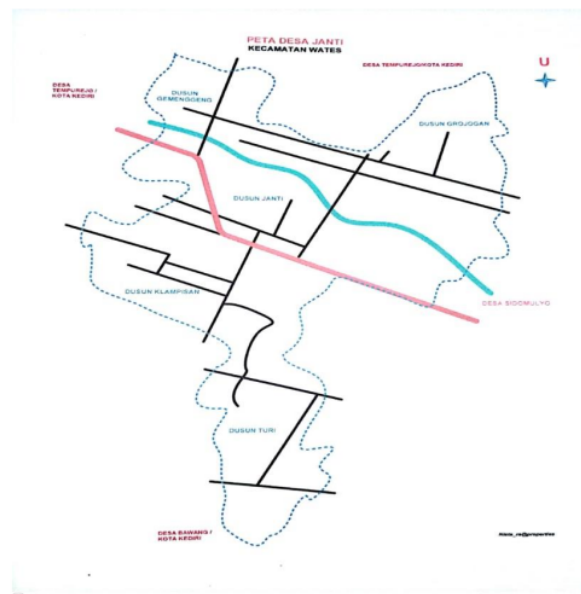 PETA DESA JANTI
KECAMATAN WATES
DESA TEMPUREJO/KOTA KEDIRI
U
DESA
TEMPUREJO /
KOTA KEDIRI
DUSUN
GEMENGGENG
DUSUN GROJOGAN
DUSUN JANTI
DUSUN KLAMPISAN
DESA SIDOMULYO
DUSUN TURI
DESA BAWANG /
KOTA KEDIRI